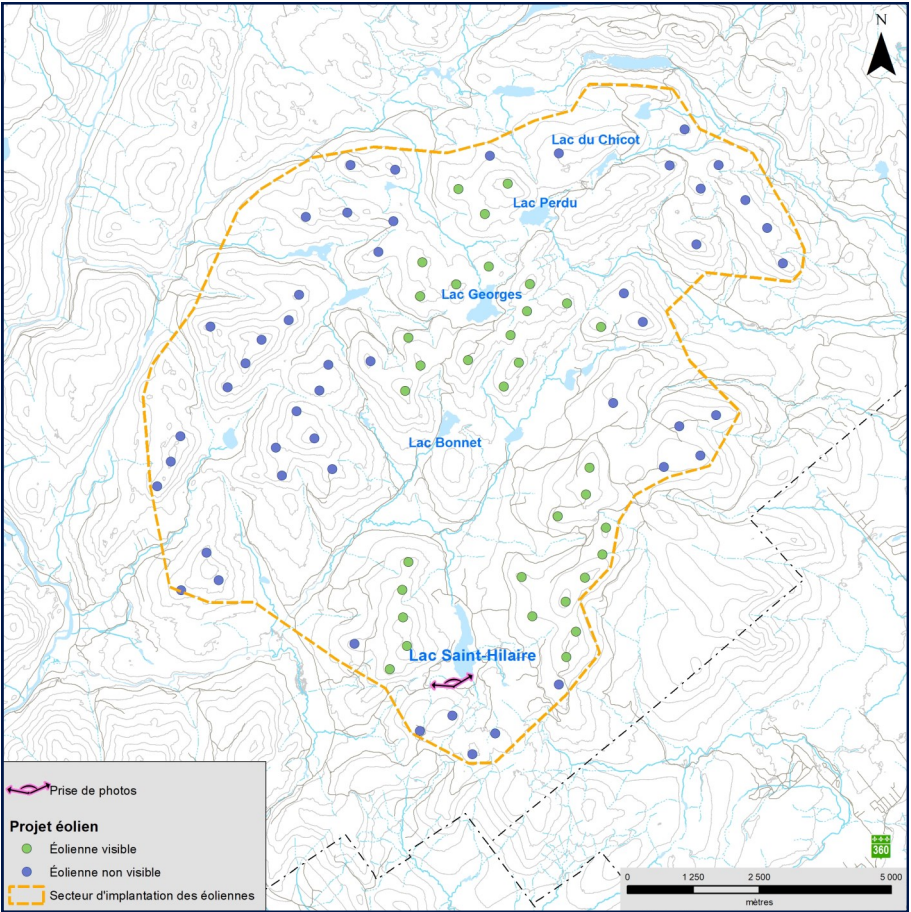 N
Lac du Chicot
Lac Perdu
Lac Georges
Lac Bonnet
Lac Saint-Hilaire
Prise de photos
Projet éolien
Éolienne visible
Éolienne non visible
Secteur d'implantation des éoliennes
360
0 1 250 2 500 5 000
mètres